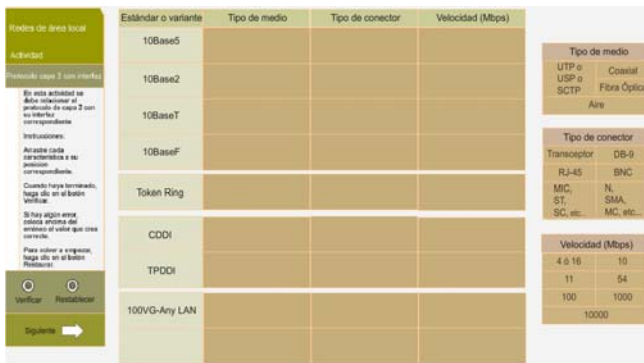 Redes de área local
Actividad
Protocolo capa 2 con interfaz
En esta actividad se
debe relacionar el
protocolo de capa 2 con
su interfaz
correspondiente
Instrucciones:
Arrastre cada
característica a su
posición
correspondiente.
Cuando haya terminado,
haga clic en el botón
Verificar.
Si hay algún error,
coloca encima del
erróneo el valor que crea
correcto.
Para volver a empezar,
haga clic en el botón
Restaurar.
Verificar Restablecer
Siguiente
Estándar o variante Tipo de medio Tipo de conector Velocidad (Mbps)
10Base5
10Base2
10BaseT
10BaseF
Token Ring
CDDI
TPDDI
100VG-Any LAN
Tipo de medio
UTP o
USP o
SCTP
Coaxial
Fibra Óptica
Aire
Tipo de conector
Transceptor DB-9
RJ-45 BNC
MIC,
ST,
SC, etc...
N,
SMA,
MC, etc...
Velocidad (Mbps)
4 ó 16 10
11 54
100 1000
10000